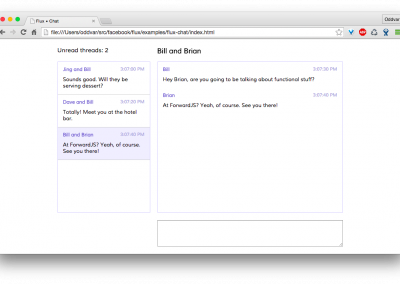 Flux • Chat
Oddvar
file:///Users/oddvar/src/facebook/flux/examples/flux-chat/index.html
Unread threads: 2
Bill and Brian
Jing and Bill 3:07:50 PM
Sounds good. Will they be
serving dessert?
Dave and Bill 3:07:20 PM
Totally! Meet you at the hotel
bar.
Bill and Brian 3:07:40 PM
At ForwardJS? Yeah, of course.
See you there!
Bill 3:07:30 PM
Hey Brian, are you going to be talking about functional stuff?
Brian 3:07:40 PM
At ForwardJS? Yeah, of course. See you there!